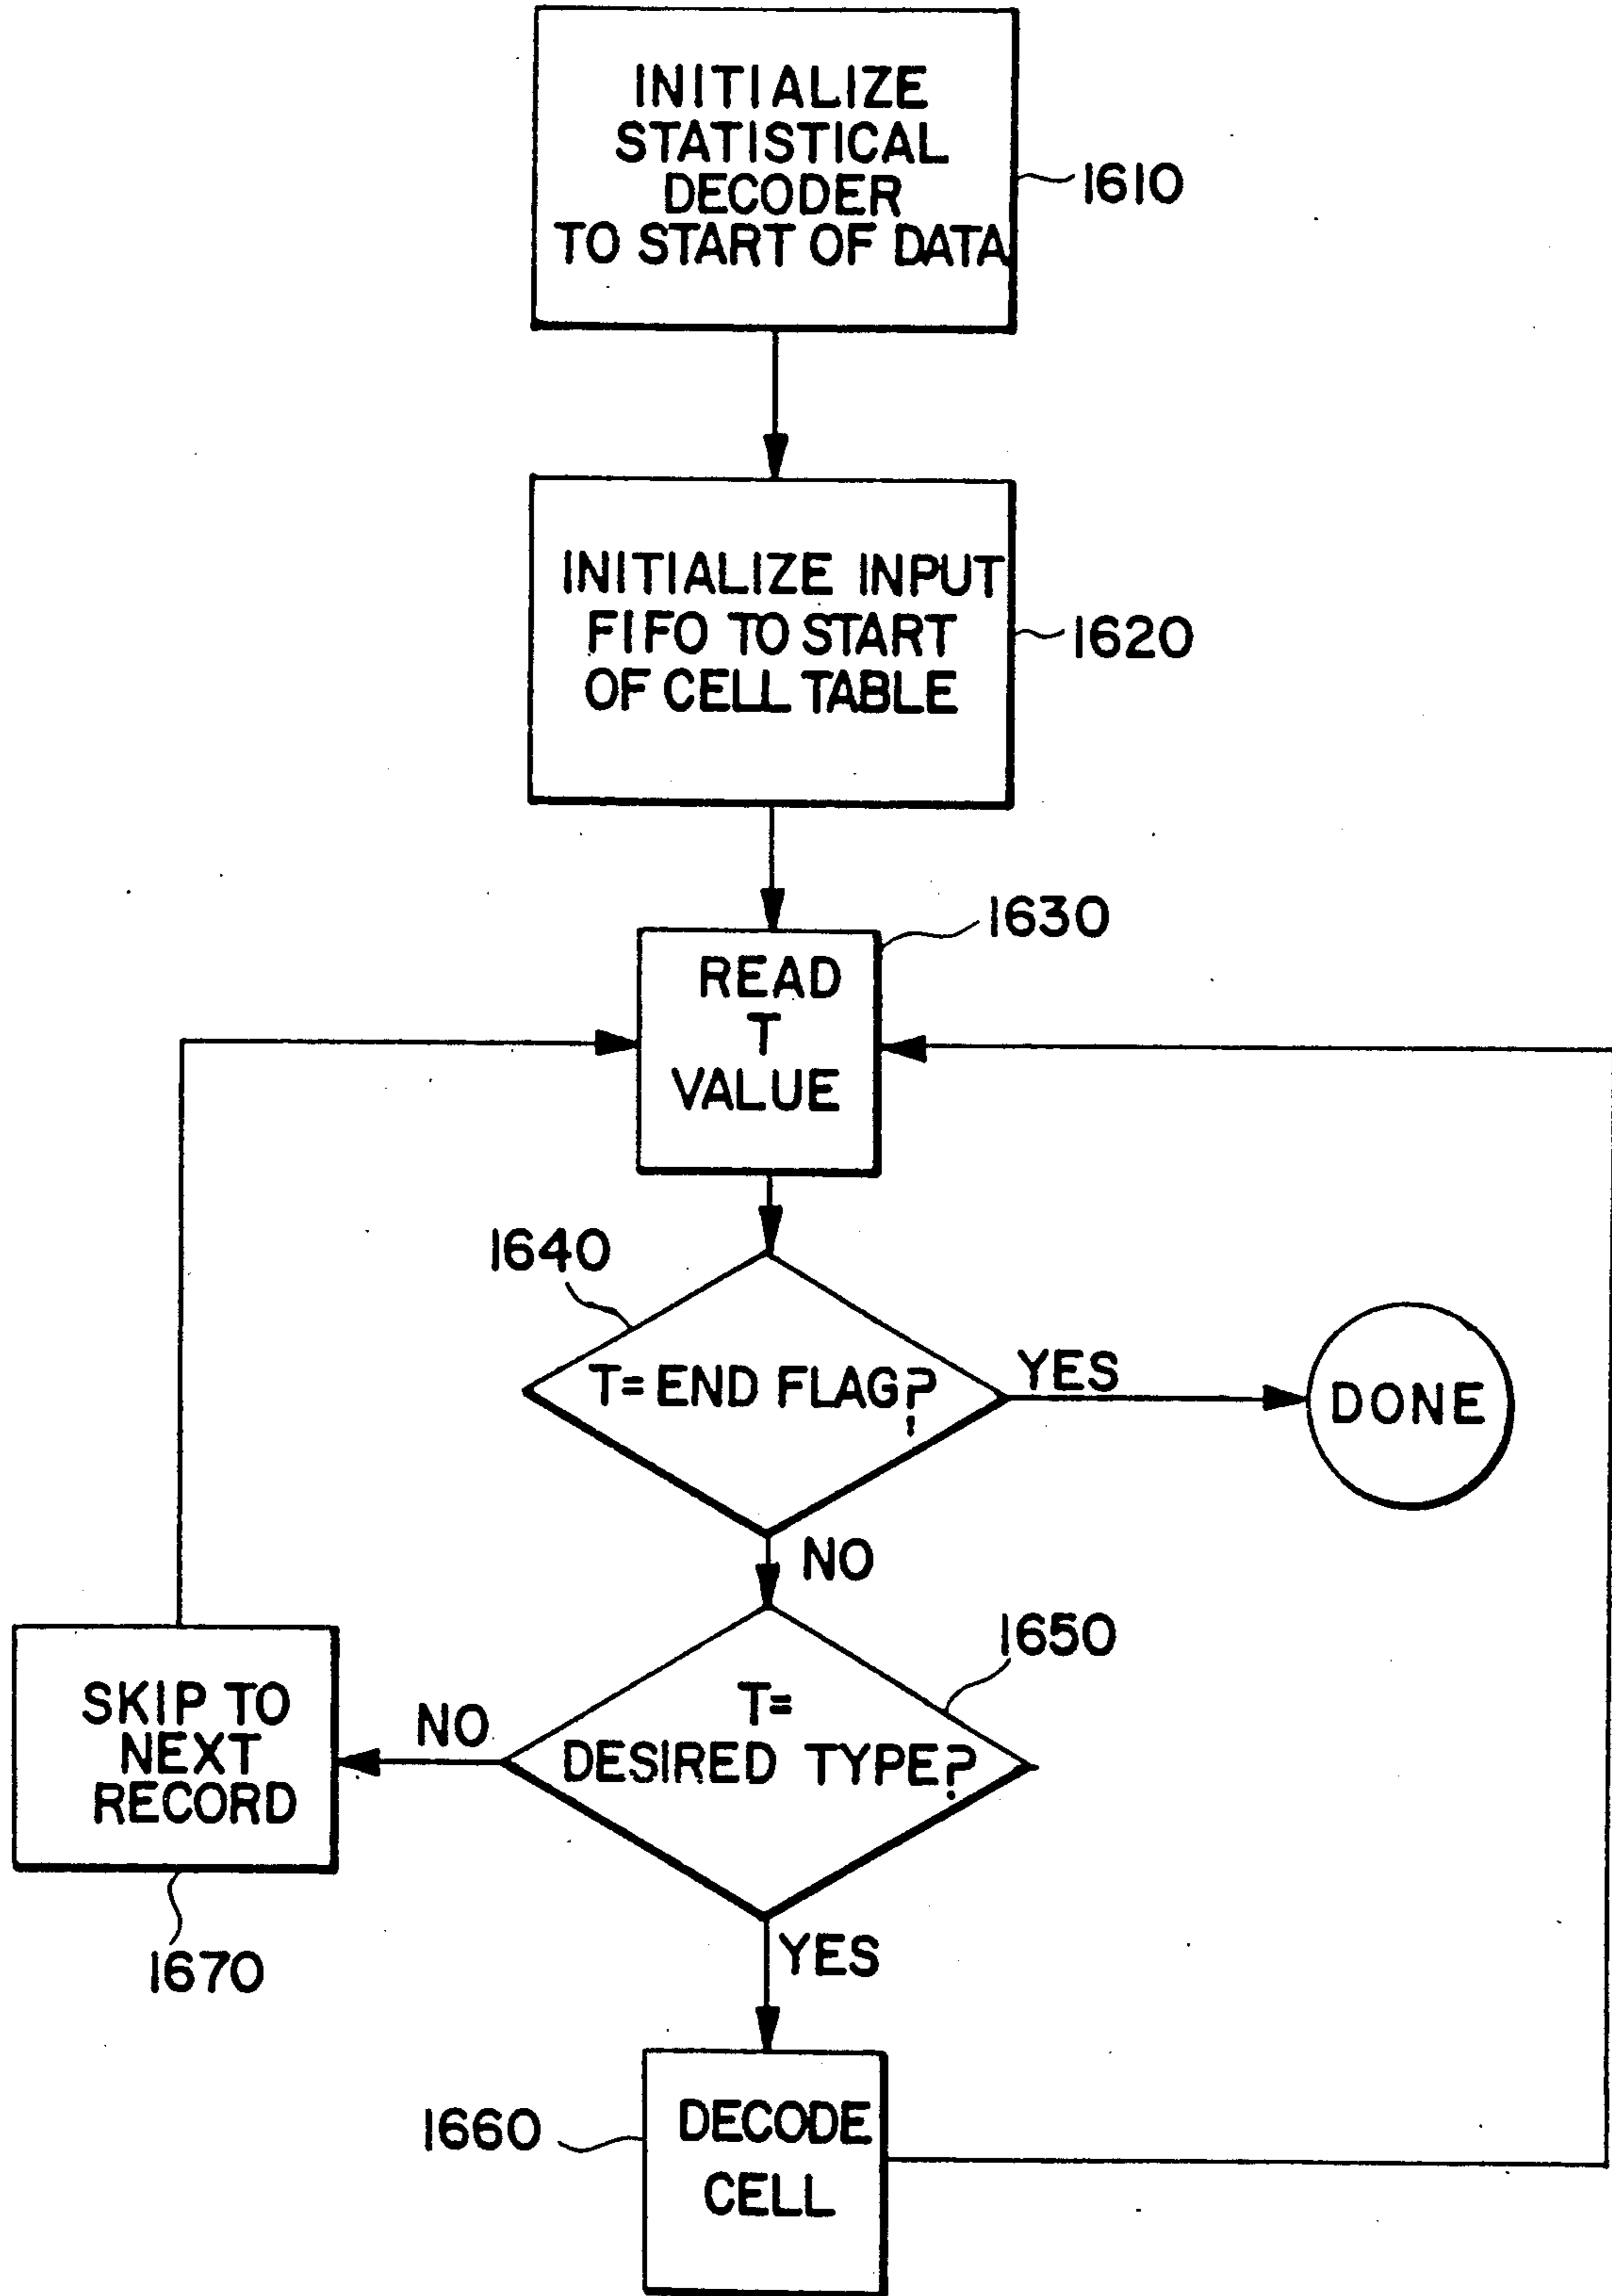 INITIALIZE
STATISTICAL
DECODER
TO START OF DATA
1610
INITIALIZE INPUT
FIFO TO START
OF CELL TABLE
1620
1630
READ
T
VALUE
1640
T= END FLAG?
YES
DONE
NO
1650
T=
DESIRED TYPE?
NO
SKIP TO
NEXT
RECORD
1670
YES
1660
DECODE
CELL